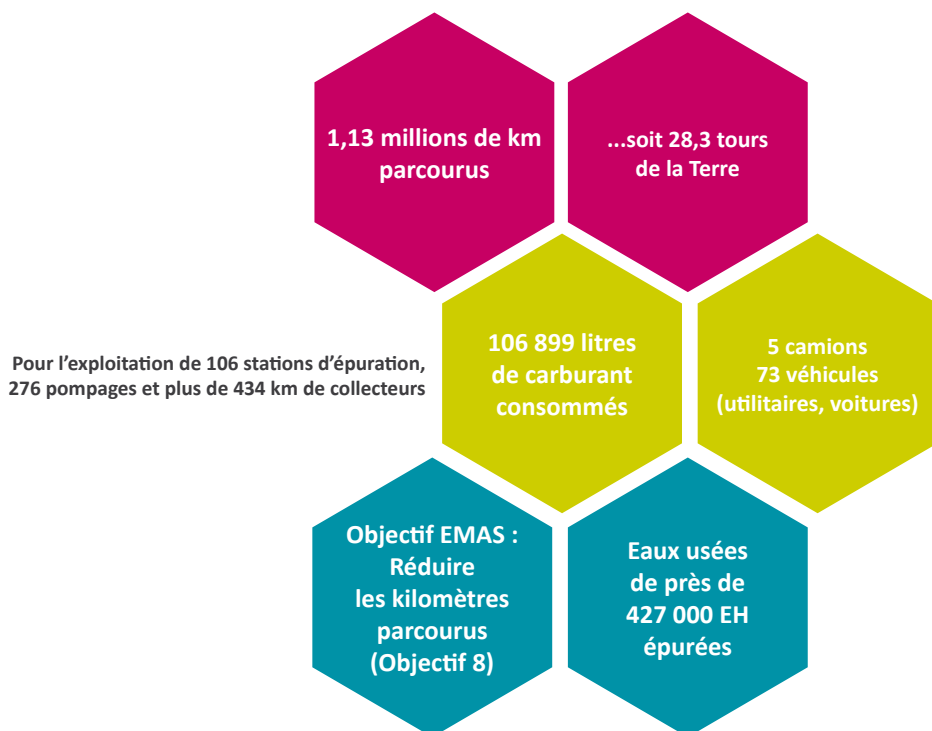 1,13 millions de km
parcourus
...soit 28,3 tours
de la Terre
Pour l’exploitation de 106 stations d’épuration,
276 pompages et plus de 434 km de collecteurs
106 899 litres
de carburant
consommés
5 camions
73 véhicules
(utilitaires, voitures)
Objectif EMAS :
Réduire
les kilomètres
parcourus
(Objectif 8)
Eaux usées
de près de
427 000 EH
épurées